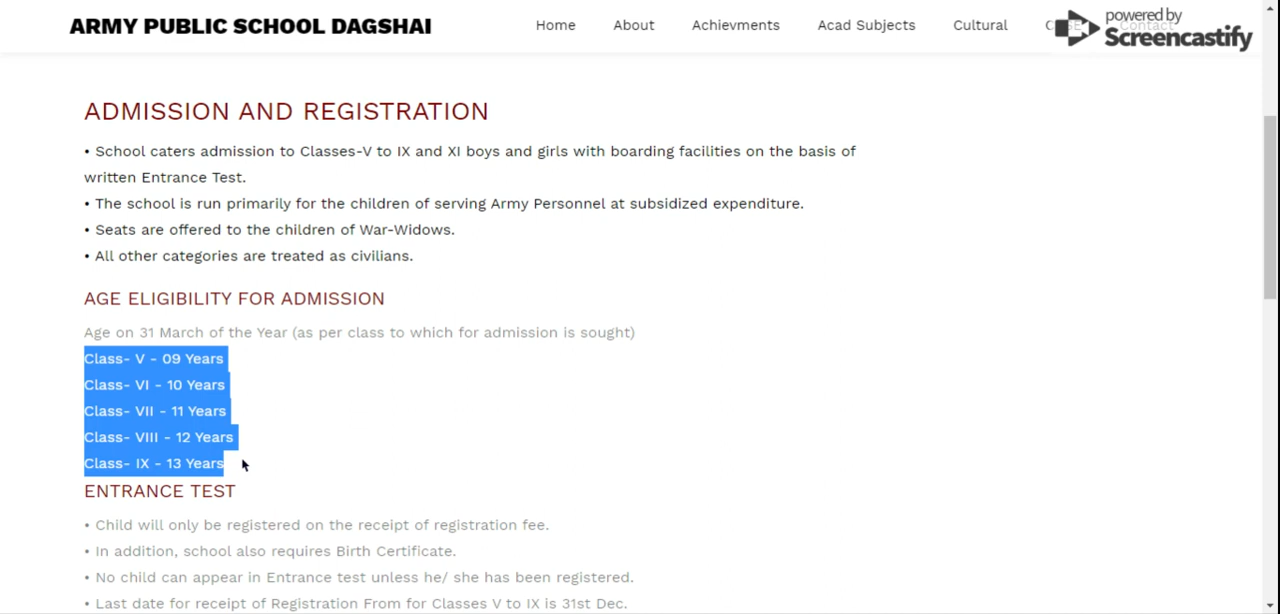 ARMY PUBLIC SCHOOL DAGSHAI
Home About Achievments Acad Subjects Cultural
powered by
Screencastify
ADMISSION AND REGISTRATION
• School caters admission to Classes-V to IX and XI boys and girls with boarding facilities on the basis of
written Entrance Test.
• The school is run primarily for the children of serving Army Personnel at subsidized expenditure.
• Seats are offered to the children of War-Widows.
• All other categories are treated as civilians.
AGE ELIGIBILITY FOR ADMISSION
Age on 31 March of the Year (as per class to which for admission is sought)
Class- V - 09 Years
Class- VI - 10 Years
Class- VII - 11 Years
Class- VIII - 12 Years
Class- IX - 13 Years
ENTRANCE TEST
• Child will only be registered on the receipt of registration fee.
• In addition, school also requires Birth Certificate.
• No child can appear in Entrance test unless he/ she has been registered.
• Last date for receipt of Registration From for Classes V to IX is 31st Dec.